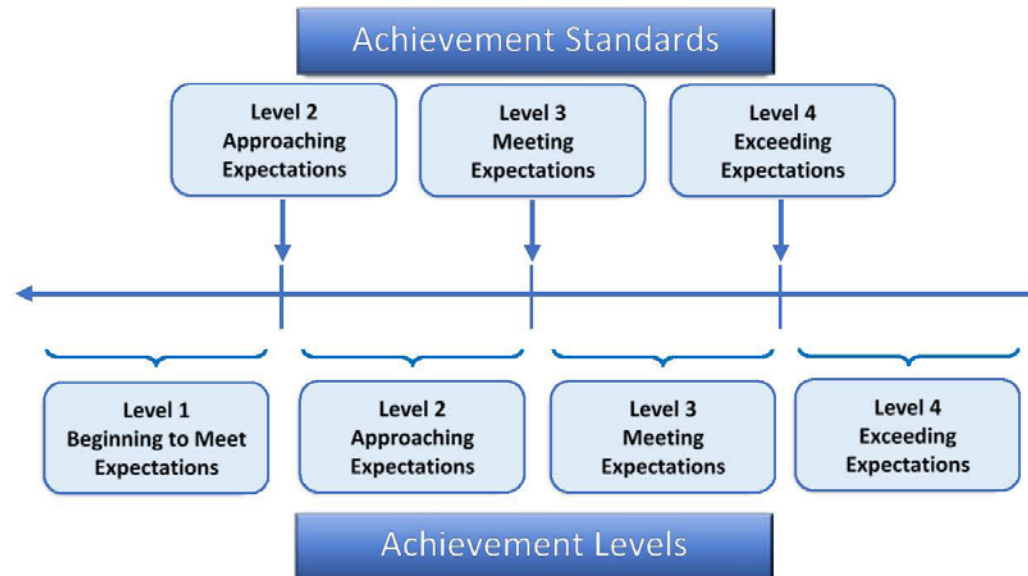 Achievement Standards
Level 2
Approaching
Expectations
Level 3
Meeting
Expectations
Level 4
Exceeding
Expectations
Level 1
Beginning to Meet
Expectations
Level 2
Approaching
Expectations
Level 3
Meeting
Expectations
Level 4
Exceeding
Expectations
Achievement Levels